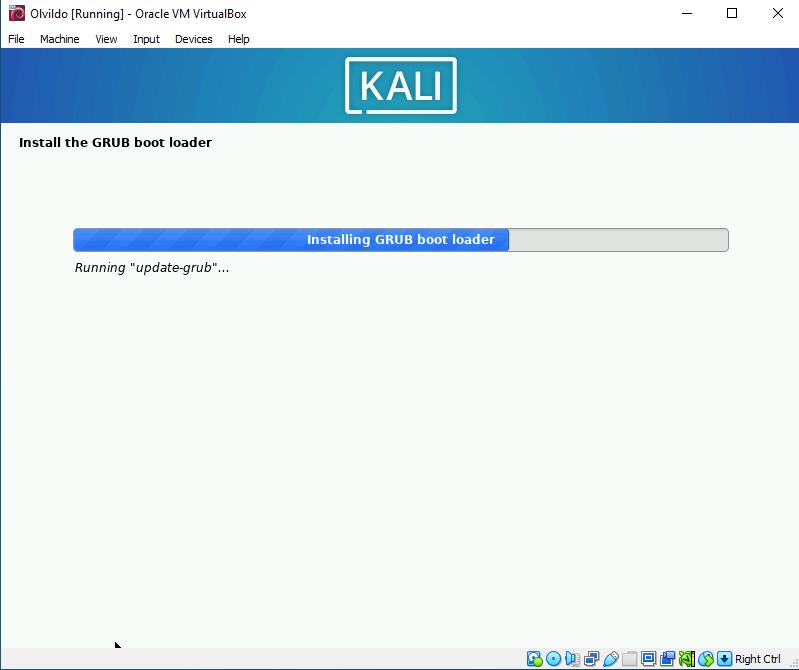 Olvildo [Running] - Oracle VM VirtualBox
File Machine View Input Devices Help
KALI
Install the GRUB boot loader
Installing GRUB boot loader
Running "update-grub"...
Right Ctrl